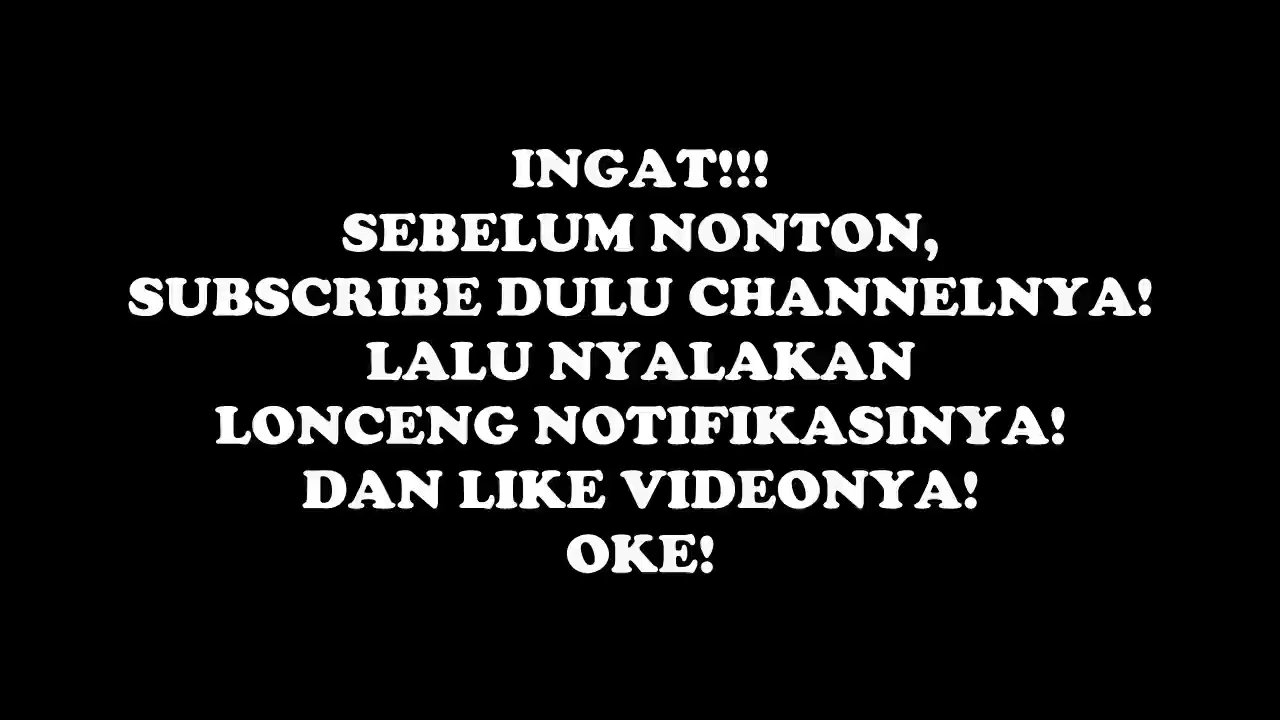 INGAT!!!
SEBELUM NONTON,
SUBSCRIBE DULU CHANNELNYA!
LALU NYALAKAN
LONCENG NOTIFIKASINYA!
DAN LIKE VIDEONYA!
OKE!